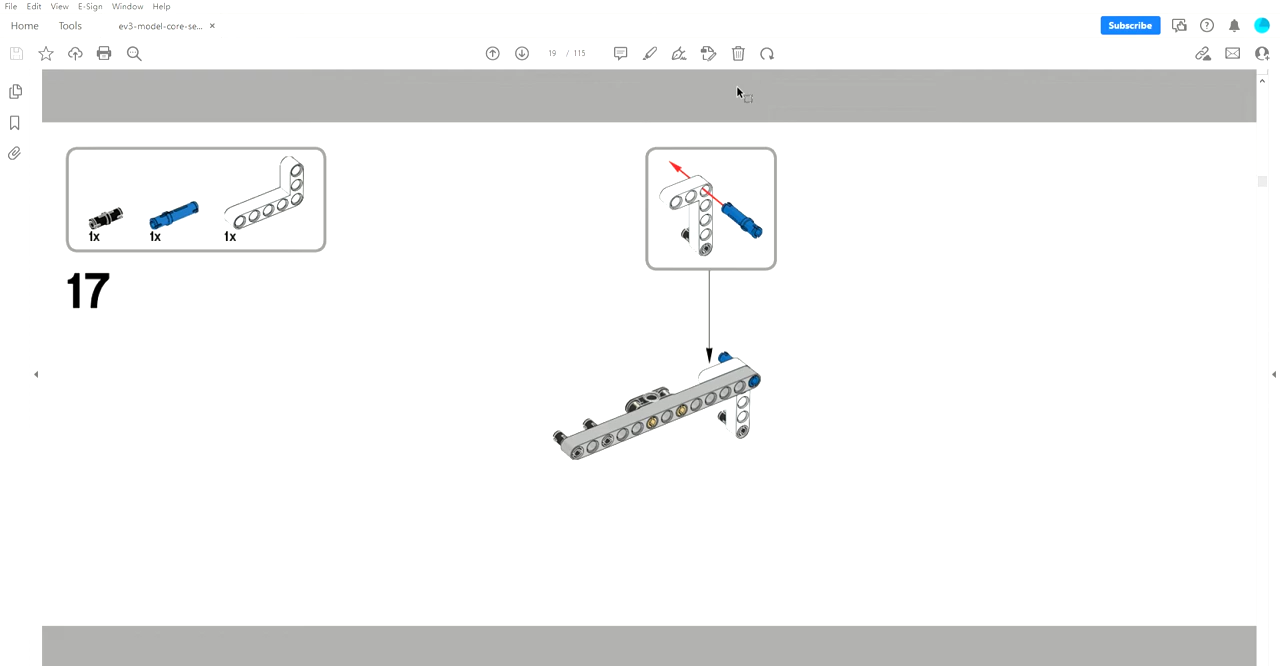 File Edit View E-Sign Window Help
Home Tools ev3-model-core-se... ×
Subscribe
19 / 115
1x 1x 1x
17